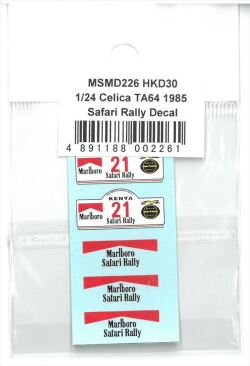 MSMD226 HKD30
1/24 Celica TA64 1985
Safari Rally Decal
4 891188 002261
Marlboro 21
Safari Rally
KENYA
Marlboro 21
Safari Rally
Marlboro
Safari Rally
Marlboro
Safari Rally
Marlboro
Safari Rally